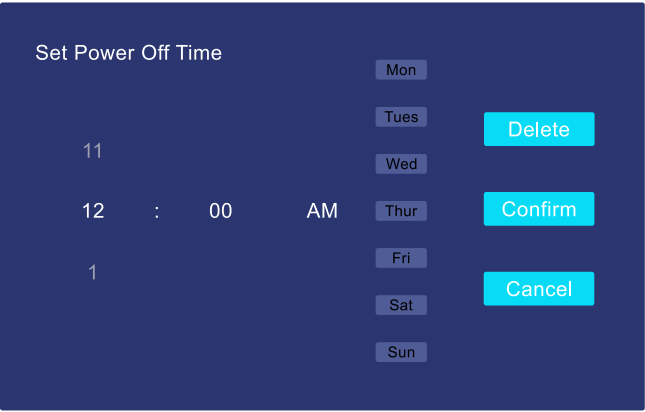 Set Power Off Time
11
12 : 00 AM
1
Mon
Tues
Wed
Thur
Fri
Sat
Sun
Delete
Confirm
Cancel